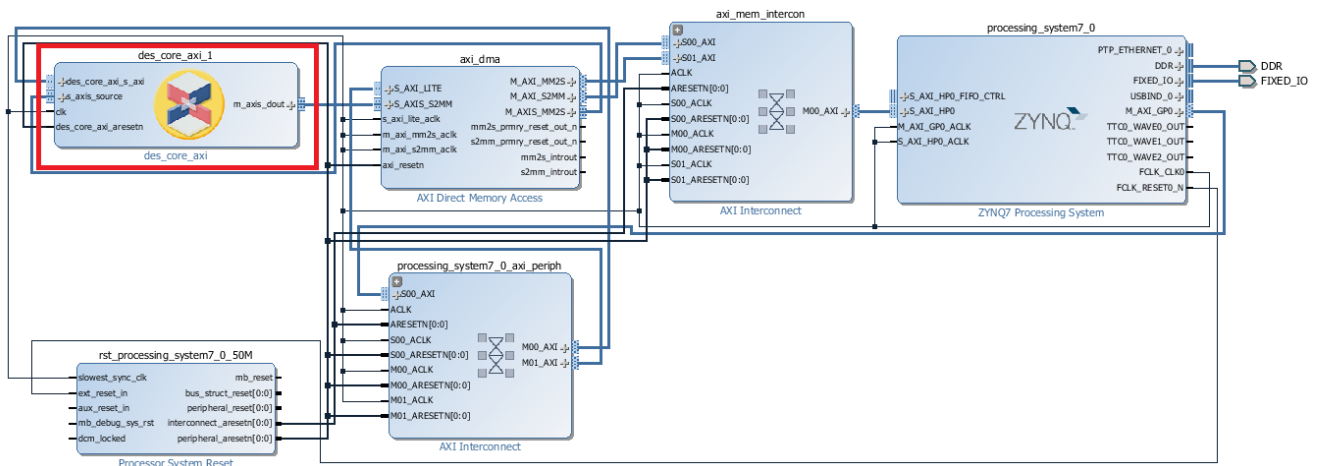 des_core_axi_1
des_core_axi_s_axi
s_axis_source
clk
des_core_axi_aresetn
m_axis_dout
des_core_axi
axi_dma
S_AXI_LITE
S_AXIS_S2MM
s_axi_lite_aclk
m_axi_mm2s_aclk
m_axi_s2mm_aclk
axi_resetn
M_AXI_MM2S
M_AXI_S2MM
M_AXIS_MM2S
mm2s_prmry_reset_out_n
s2mm_prmry_reset_out_n
mm2s_introut
s2mm_introut
AXI Direct Memory Access
axi_mem_intercon
S00_AXI
S01_AXI
ACLK
ARESETN[0:0]
S00_ACLK
S00_ARESETN[0:0]
M00_ACLK
M00_ARESETN[0:0]
S01_ACLK
S01_ARESETN[0:0]
M00_AXI
AXI Interconnect
processing_system7_0
S_AXI_HP0_FIFO_CTRL
S_AXI_HP0
M_AXI_GP0_ACLK
S_AXI_HP0_ACLK
ZYNQ
PTP_ETHERNET_0
DDR
FIXED_IO
USBIND_0
M_AXI_GP0
TTC0_WAVE0_OUT
TTC0_WAVE1_OUT
TTC0_WAVE2_OUT
FCLK_CLK0
FCLK_RESET0_N
ZYNQ7 Processing System
DDR
FIXED_IO
processing_system7_0_axi_periph
S00_AXI
ACLK
ARESETN[0:0]
S00_ACLK
S00_ARESETN[0:0]
M00_ACLK
M00_ARESETN[0:0]
M01_ACLK
M01_ARESETN[0:0]
M00_AXI
M01_AXI
AXI Interconnect
rst_processing_system7_0_50M
slowest_sync_clk
ext_reset_in
aux_reset_in
mb_debug_sys_rst
dcm_locked
mb_reset
bus_struct_reset[0:0]
peripheral_reset[0:0]
interconnect_aresetn[0:0]
peripheral_aresetn[0:0]
Processor System Reset